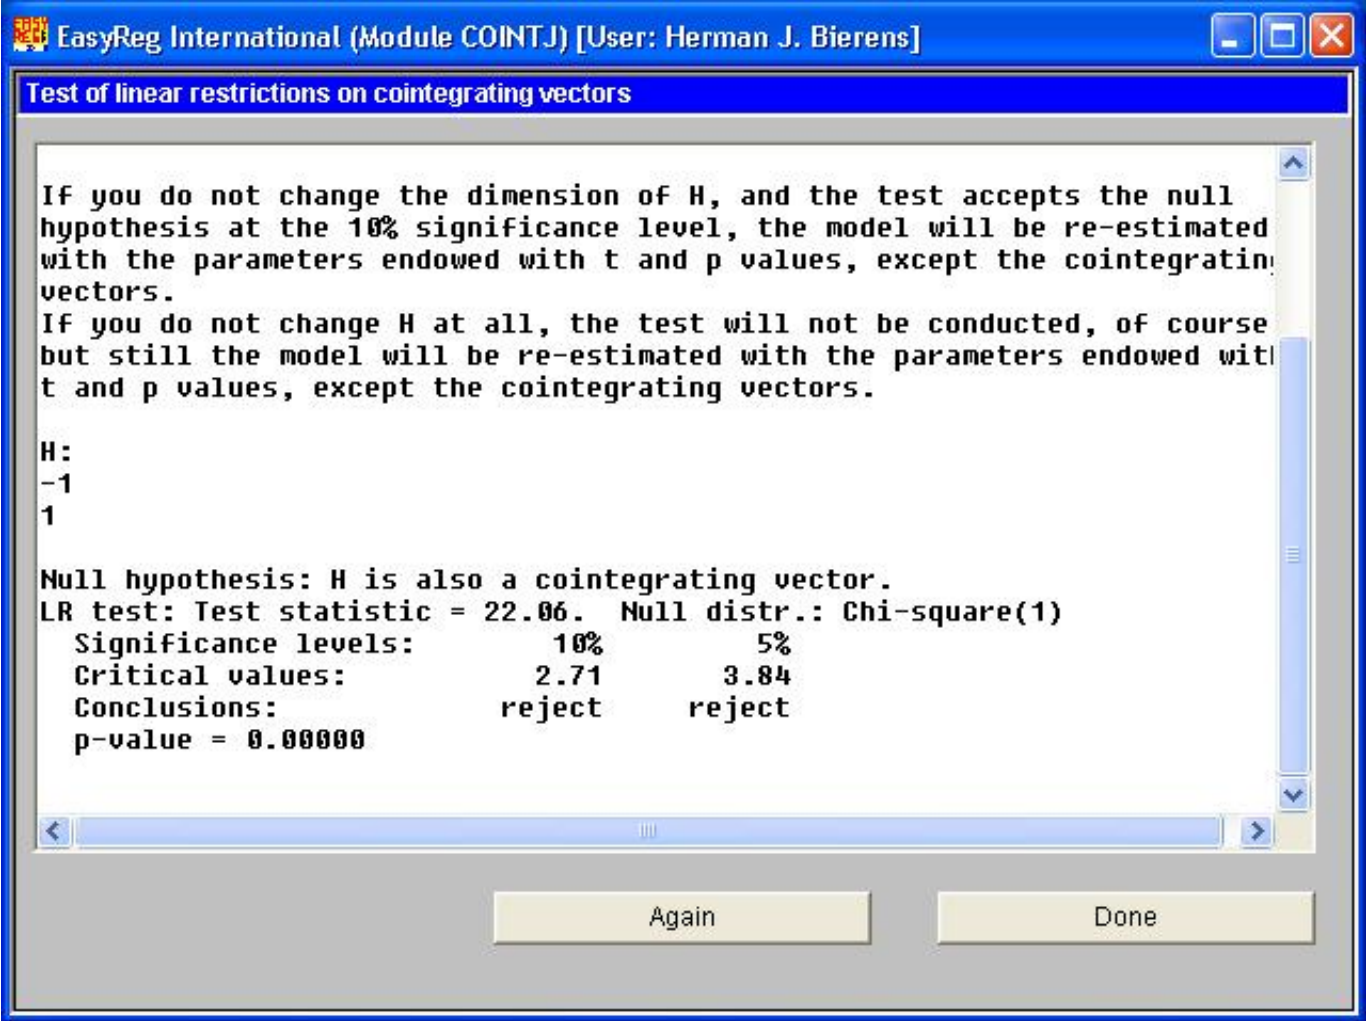 EasyReg International (Module COINTJ) [User: Herman J. Bierens]
Test of linear restrictions on cointegrating vectors
If you do not change the dimension of H, and the test accepts the null
hypothesis at the 10% significance level, the model will be re-estimated
with the parameters endowed with t and p values, except the cointegratin
vectors.
If you do not change H at all, the test will not be conducted, of course
but still the model will be re-estimated with the parameters endowed wit
t and p values, except the cointegrating vectors.
H:
-1
1
Null hypothesis: H is also a cointegrating vector.
LR test: Test statistic = 22.06. Null distr.: Chi-square(1)
Significance levels: 10% 5%
Critical values: 2.71 3.84
Conclusions: reject reject
p-value = 0.00000
Again Done